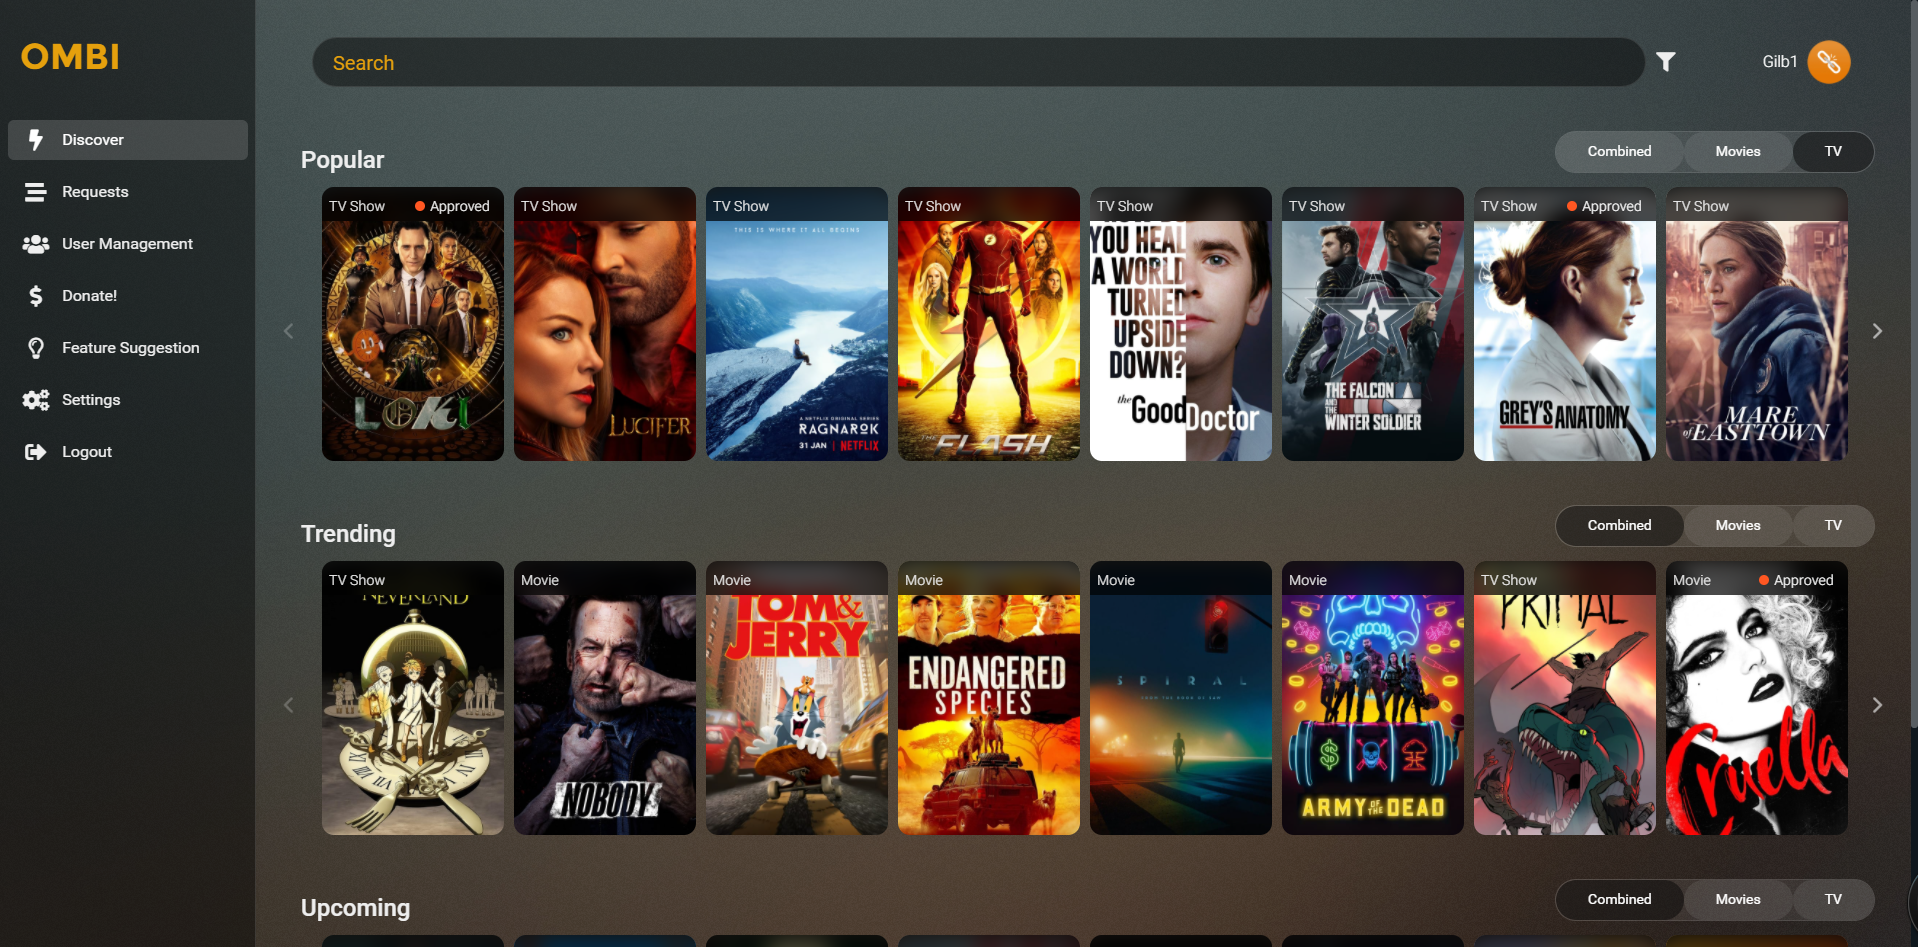 OMBI
Discover
Requests
User Management
Donate!
Feature Suggestion
Settings
Logout
Search
Gilb1
Popular
Combined
Movies
TV
TV Show
Approved
LOKI
TV Show
LUCIFER
TV Show
THIS IS WHERE IT ALL BEGINS
A NETFLIX ORIGINAL SERIES
RAGNAROK
31 JAN | NETFLIX
TV Show
THE
FLASH
TV Show
YOU HEAL
A WORLD
TURNED
UPSIDE
DOWN?
the Good Doctor
TV Show
THE FALCON
AND THE
WINTER SOLDIER
TV Show
Approved
GREY'S ANATOMY
TV Show
MARE
of EASTTOWN
Trending
Combined
Movies
TV
TV Show
NEVERLAND
Movie
NOBODY
Movie
TOM &
JERRY
Movie
ENDANGERED
SPECIES
Movie
SPIRAL
FROM THE BOOK OF SAW
Movie
ARMY OF THE DEAD
TV Show
PRIMAL
Movie
Approved
Cruella
Upcoming
Combined
Movies
TV